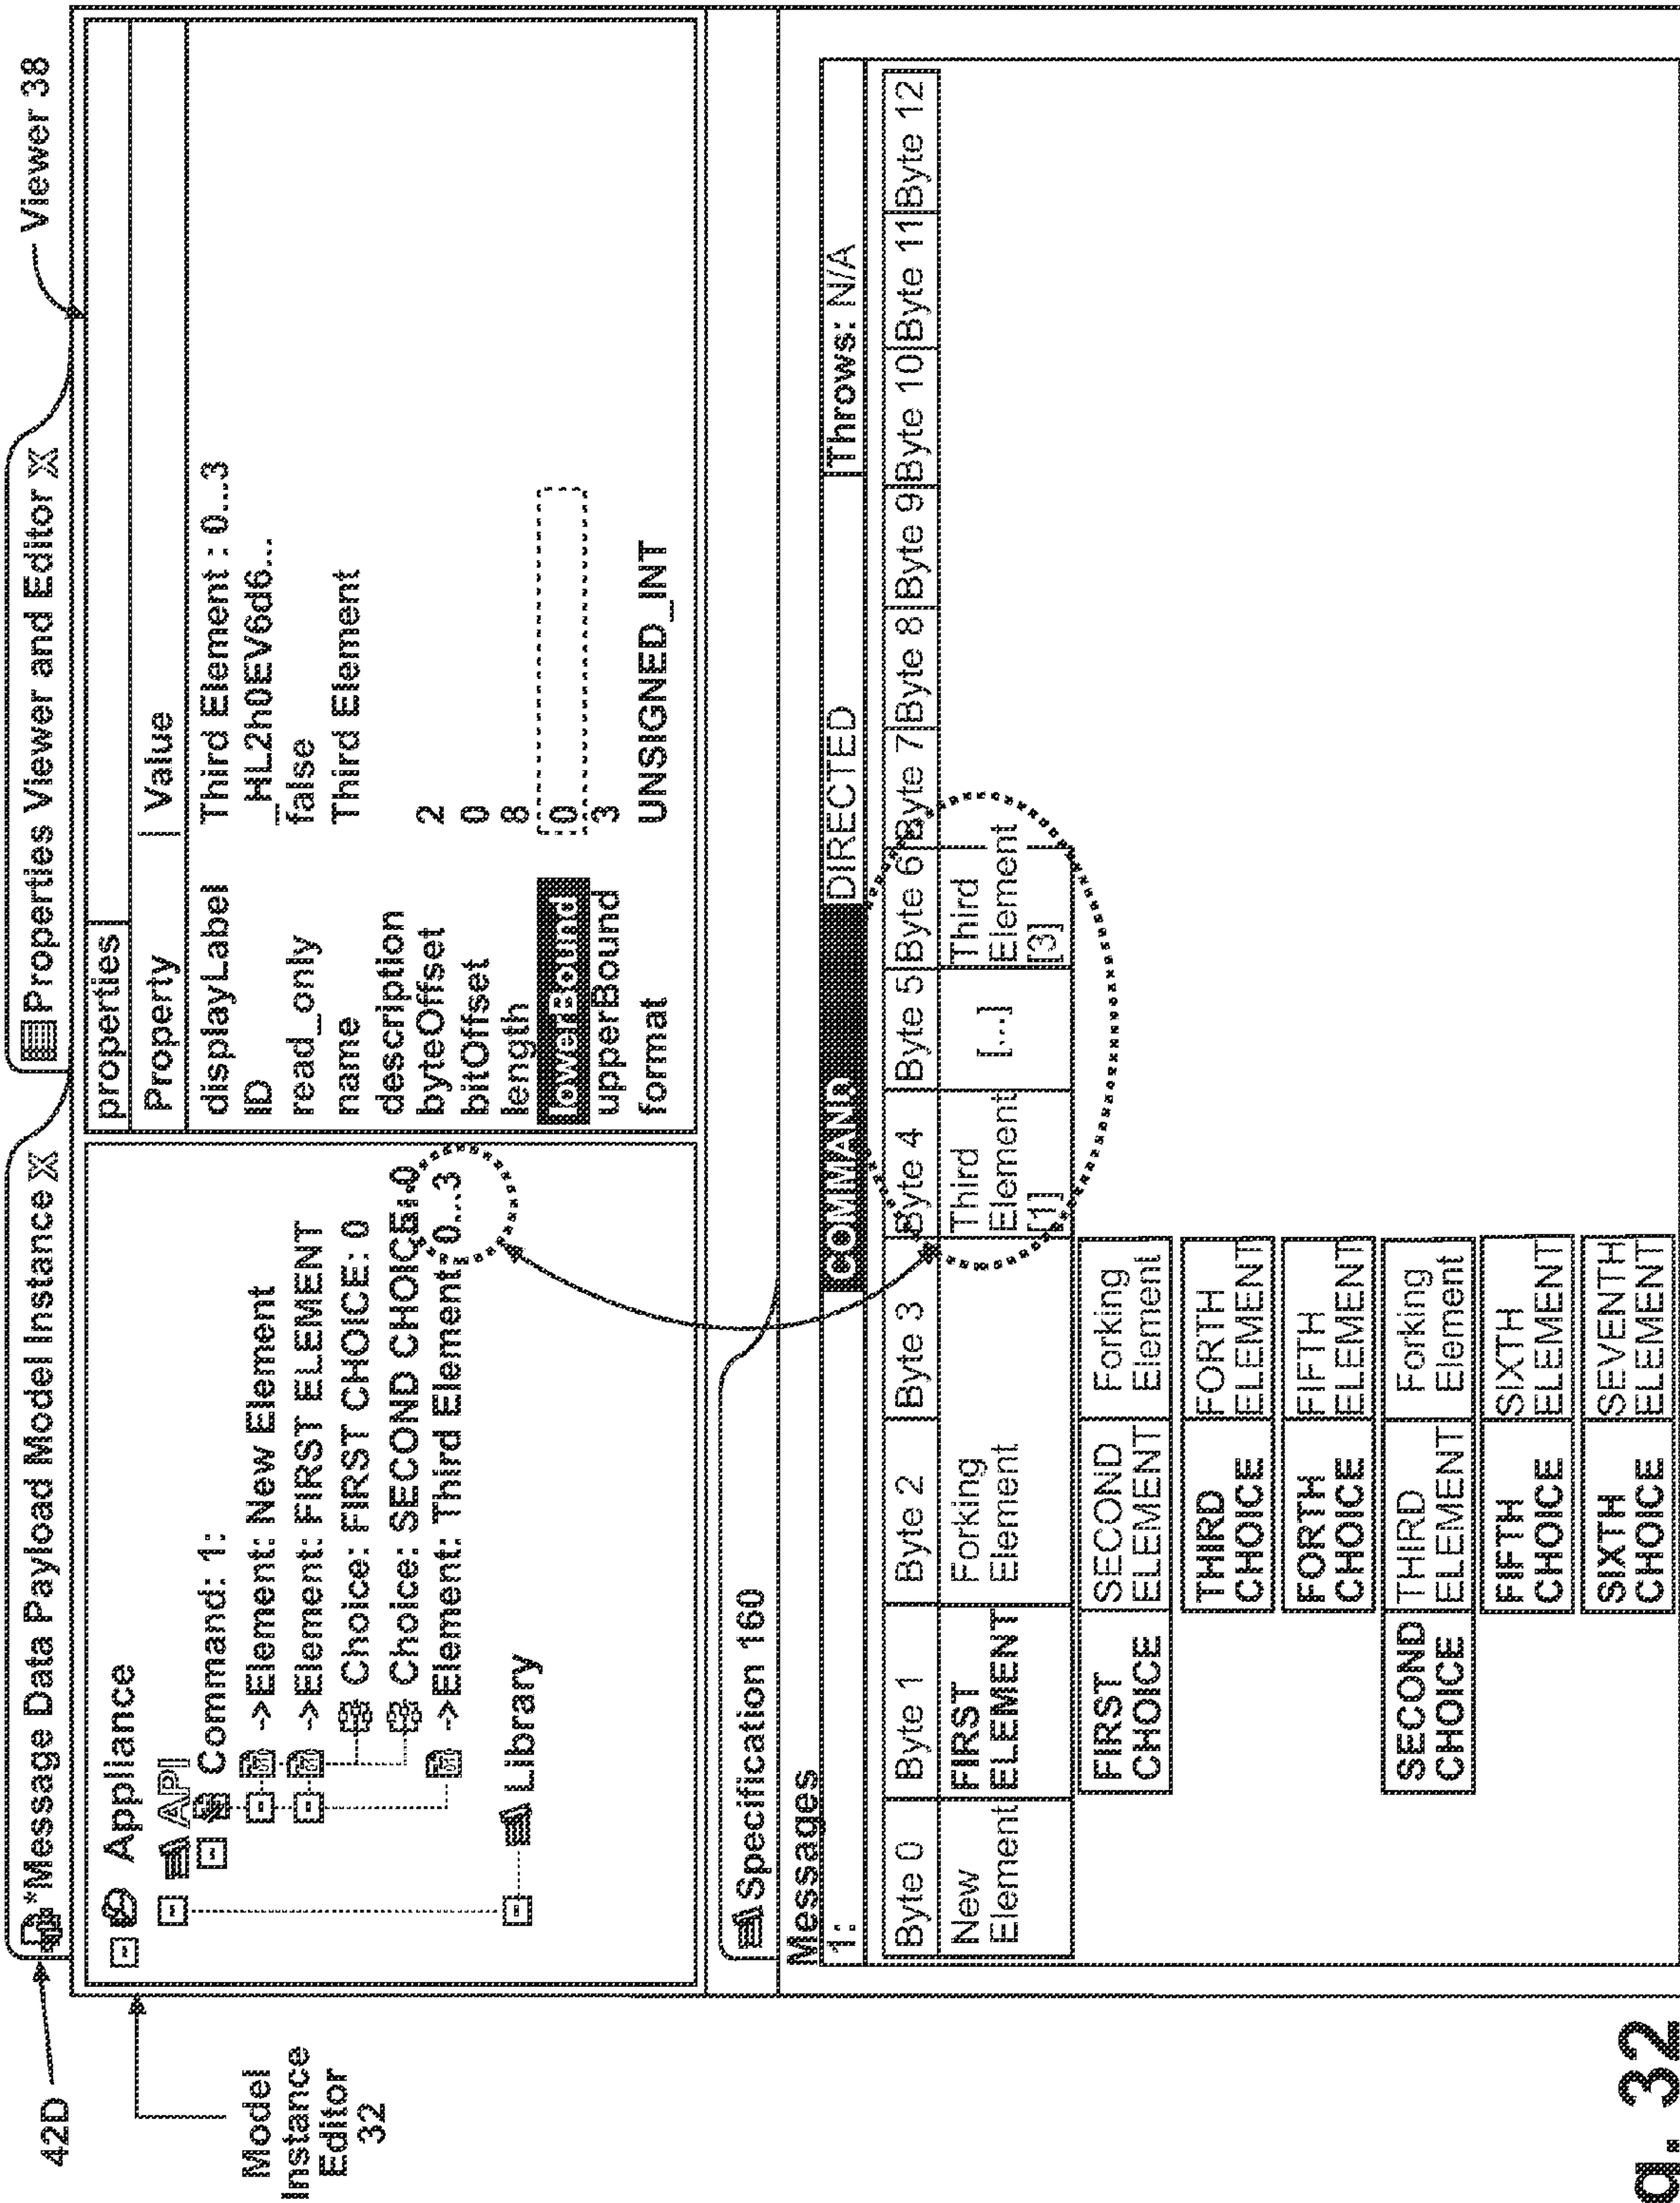 42D
Model
Instance
Editor
32
*Message Data Payload Model Instance X
Properties Viewer and Editor X
Viewer 38
Appliance
API
Command: 1:
->Element: New Element
->Element: FIRST ELEMENT
Choice: FIRST CHOICE: 0
Choice: SECOND CHOICE: 0
->Element: Third Element 0...3
Library
properties
Property Value
displayLabel Third Element : 0...3
ID _HL2h0EV6d6...
read_only false
name Third Element
description
byteOffset 2
bitOffset 0
length 8
lowerBound 0
upperBound 3
format UNSIGNED_INT
Specification 160
Messages
1: COMMAND DIRECTED Throws: N/A
Byte 0 Byte 1 Byte 2 Byte 3 Byte 4 Byte 5 Byte 6 Byte 7 Byte 8 Byte 9 Byte 10 Byte 11 Byte 12
New Element FIRST ELEMENT Forking Element Third Element [1] [...] Third Element [3]
FIRST CHOICE SECOND ELEMENT Forking Element
THIRD CHOICE FORTH ELEMENT
FORTH CHOICE FIFTH ELEMENT
SECOND CHOICE THIRD ELEMENT Forking Element
FIFTH CHOICE SIXTH ELEMENT
SIXTH CHOICE SEVENTH ELEMENT
g. 32